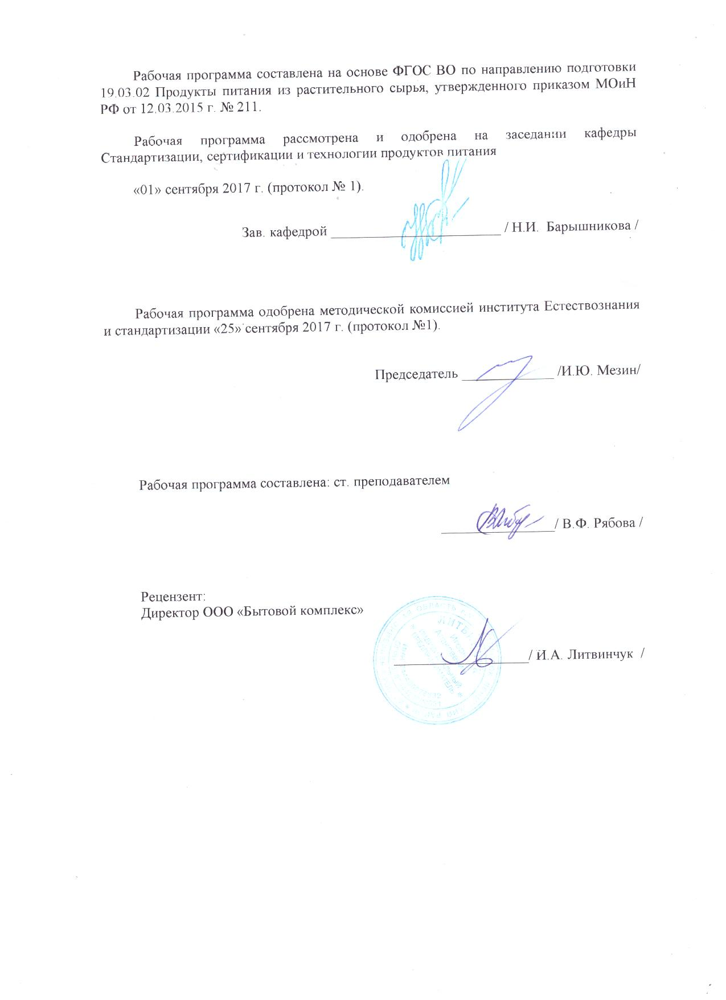 Рабочая программа составлена на основе ФГОС ВО по направлению подготовки
19.03.02 Продукты питания из растительного сырья, утвержденного приказом МОиН
РФ от 12.03.2015 г. № 211.
Рабочая программа рассмотрена и одобрена на заседании кафедры
Стандартизации, сертификации и технологии продуктов питания
«01» сентября 2017 г. (протокол № 1).
Зав. кафедрой ______________________ / Н.И. Барышникова /
Рабочая программа одобрена методической комиссией института Естествознания
и стандартизации «25» сентября 2017 г. (протокол №1).
Председатель ____________ /И.Ю. Мезин/
Рабочая программа составлена: ст. преподавателем
_______________/ В.Ф. Рябова /
Рецензент:
Директор ООО «Бытовой комплекс»
__________________/ И.А. Литвинчук /
ОБЛАСТЬ